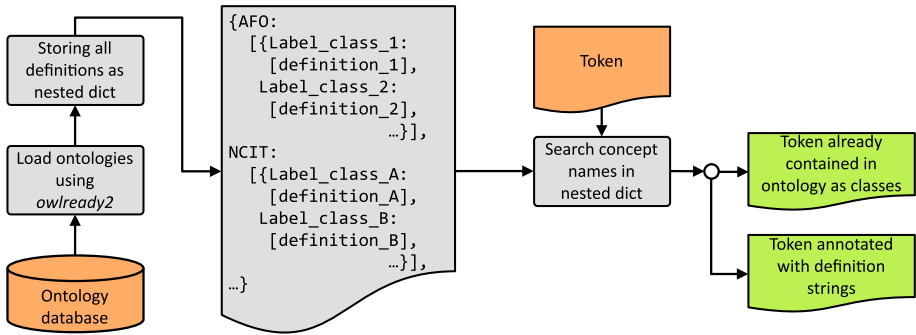 Storing all
definitions as
nested dict
Load ontologies
using
owlready2
Ontology
database
{AFO:
[{Label_class_1:
[definition_1],
Label_class_2:
[definition_2],
…}],
NCIT:
[{Label_class_A:
[definition_A],
Label_class_B:
[definition_B],
…}],
…}
Token
Search concept
names in
nested dict
Token already
contained in
ontology as classes
Token annotated
with definition
strings